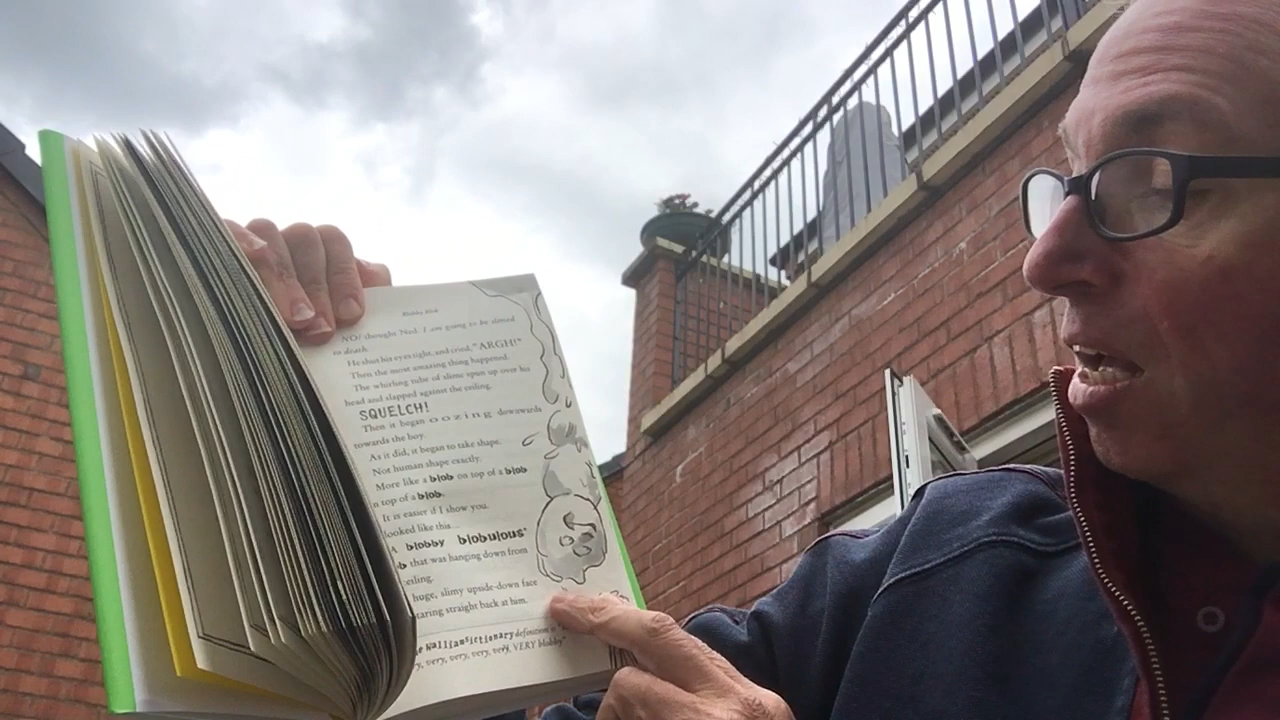 Blobby Blob
NO! thought Ned. I am going to be slimed
to death.
He shut his eyes tight, and cried, "ARGH!"
Then the most amazing thing happened.
The whirling tube of slime spun up over his
head and slapped against the ceiling.
SQUELCH!
Then it began oozing downwards
towards the boy.
As it did, it began to take shape.
Not human shape exactly.
More like a blob on top of a blob
n top of a blob.
It is easier if I show you.
looked like this...
A blobby blobulous*
b that was hanging down from
ceiling.
huge, slimy upside-down face
taring straight back at him.
e Walliamsictionary definition is
y, very, very, very, very, VERY blobby"